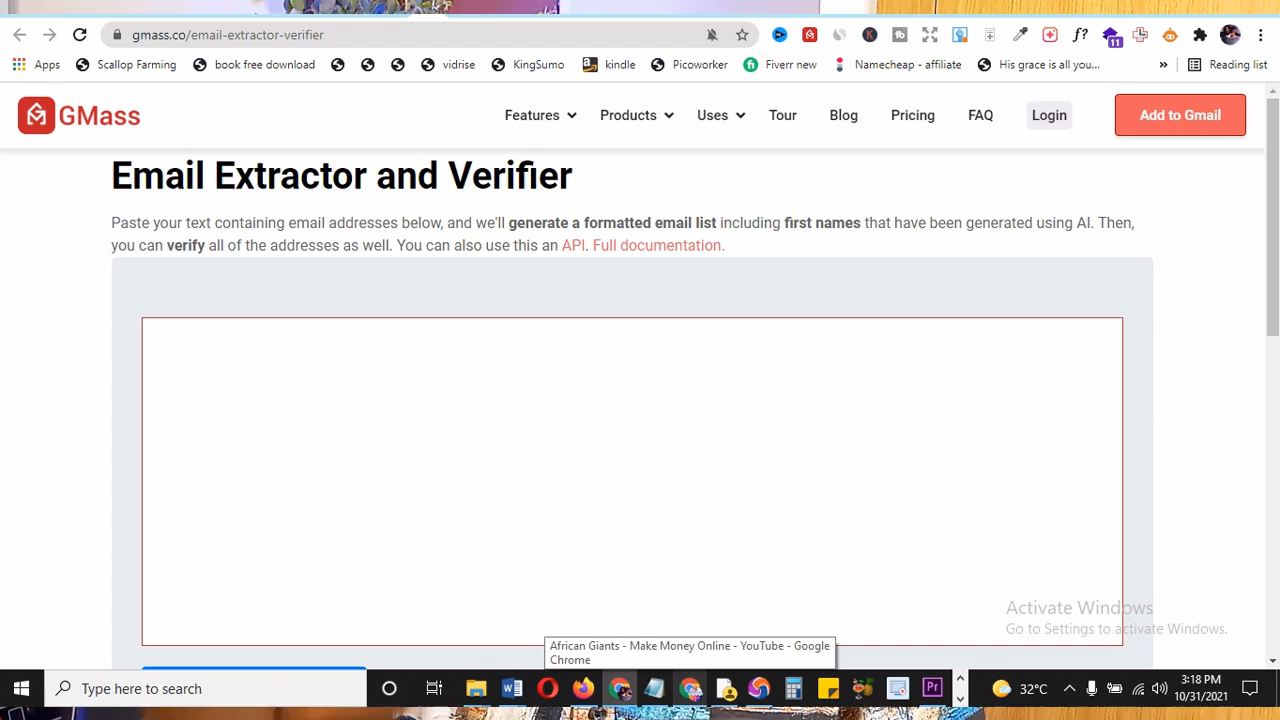 gmass.co/email-extractor-verifier
11
Apps Scallop Farming book free download vidrise KingSumo kindle Picoworker Fiverr new Namecheap - affiliate His grace is all you... » Reading list
GMass Features Products Uses Tour Blog Pricing FAQ Login Add to Gmail
Email Extractor and Verifier
Paste your text containing email addresses below, and we'll generate a formatted email list including first names that have been generated using AI. Then,
you can verify all of the addresses as well. You can also use this an API. Full documentation.
Activate Windows
Go to Settings to activate Windows.
African Giants - Make Money Online - YouTube - Google
Chrome
Type here to search
32°C
3:18 PM
10/31/2021